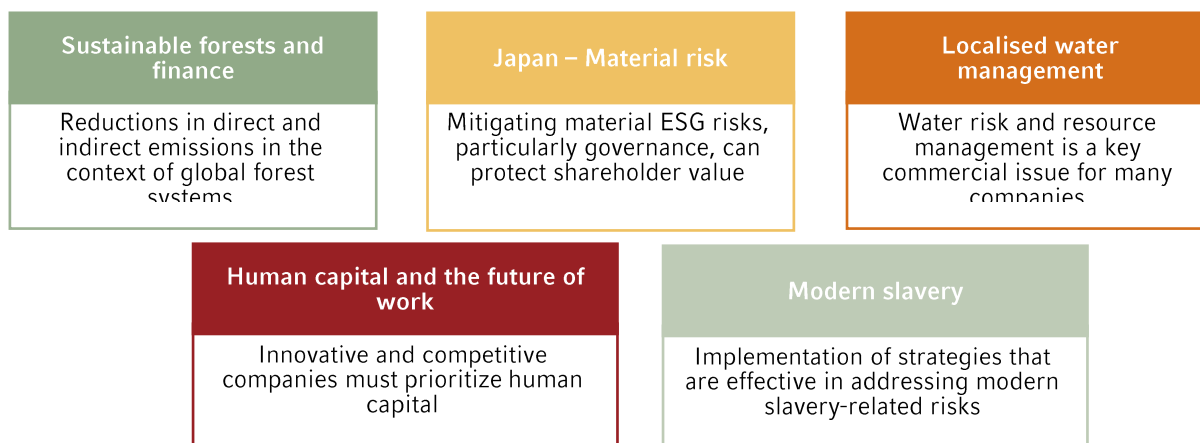 Sustainable forests and
finance
Reductions in direct and
indirect emissions in the
context of global forest
systems
Japan – Material risk
Mitigating material ESG risks,
particularly governance, can
protect shareholder value
Localised water
management
Water risk and resource
management is a key
commercial issue for many
companies
Human capital and the future of
work
Innovative and competitive
companies must prioritize human
capital
Modern slavery
Implementation of strategies that
are effective in addressing modern
slavery-related risks